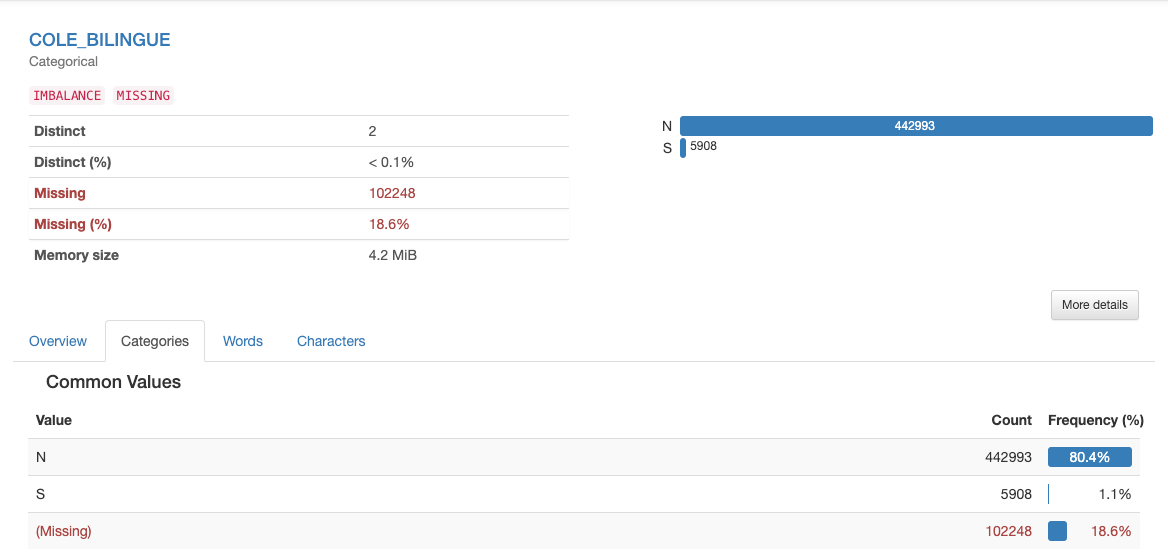 COLE_BILINGUE
Categorical
IMBALANCE MISSING
Distinct 2
Distinct (%) < 0.1%
Missing 102248
Missing (%) 18.6%
Memory size 4.2 MiB
N 442993
S 5908
More details
Overview Categories Words Characters
Common Values
Value Count Frequency (%)
N 442993 80.4%
S 5908 1.1%
(Missing) 102248 18.6%